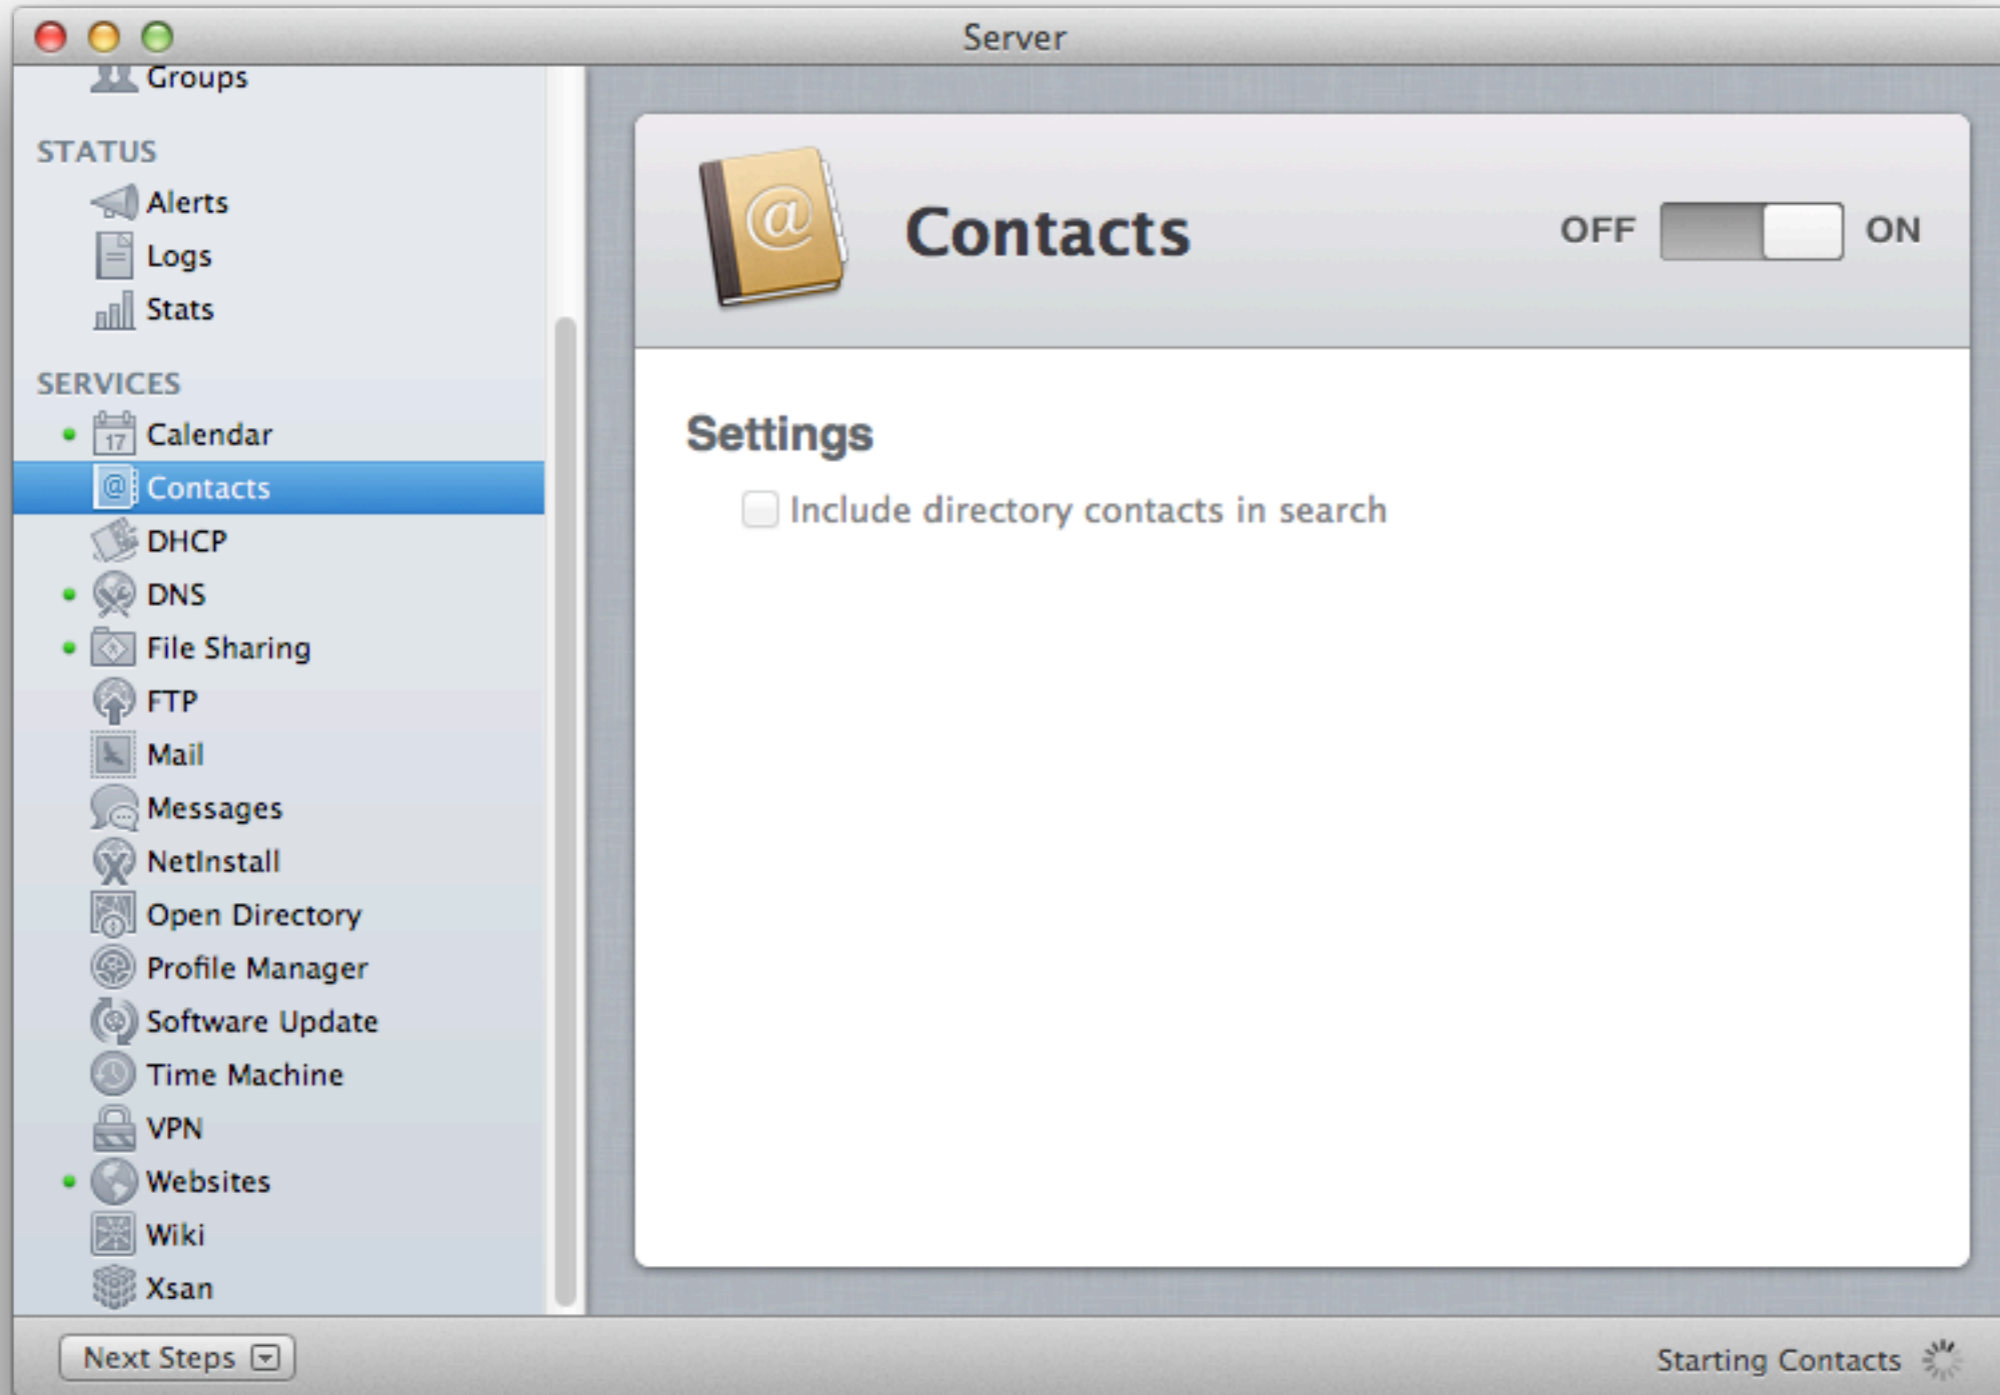 Server
Groups
STATUS
Alerts
Logs
Stats
SERVICES
17 Calendar
@ Contacts
DHCP
DNS
File Sharing
FTP
Mail
Messages
NetInstall
Open Directory
Profile Manager
Software Update
Time Machine
VPN
Websites
Wiki
Xsan
Next Steps
@ Contacts
OFF ON
Settings
Include directory contacts in search
Starting Contacts